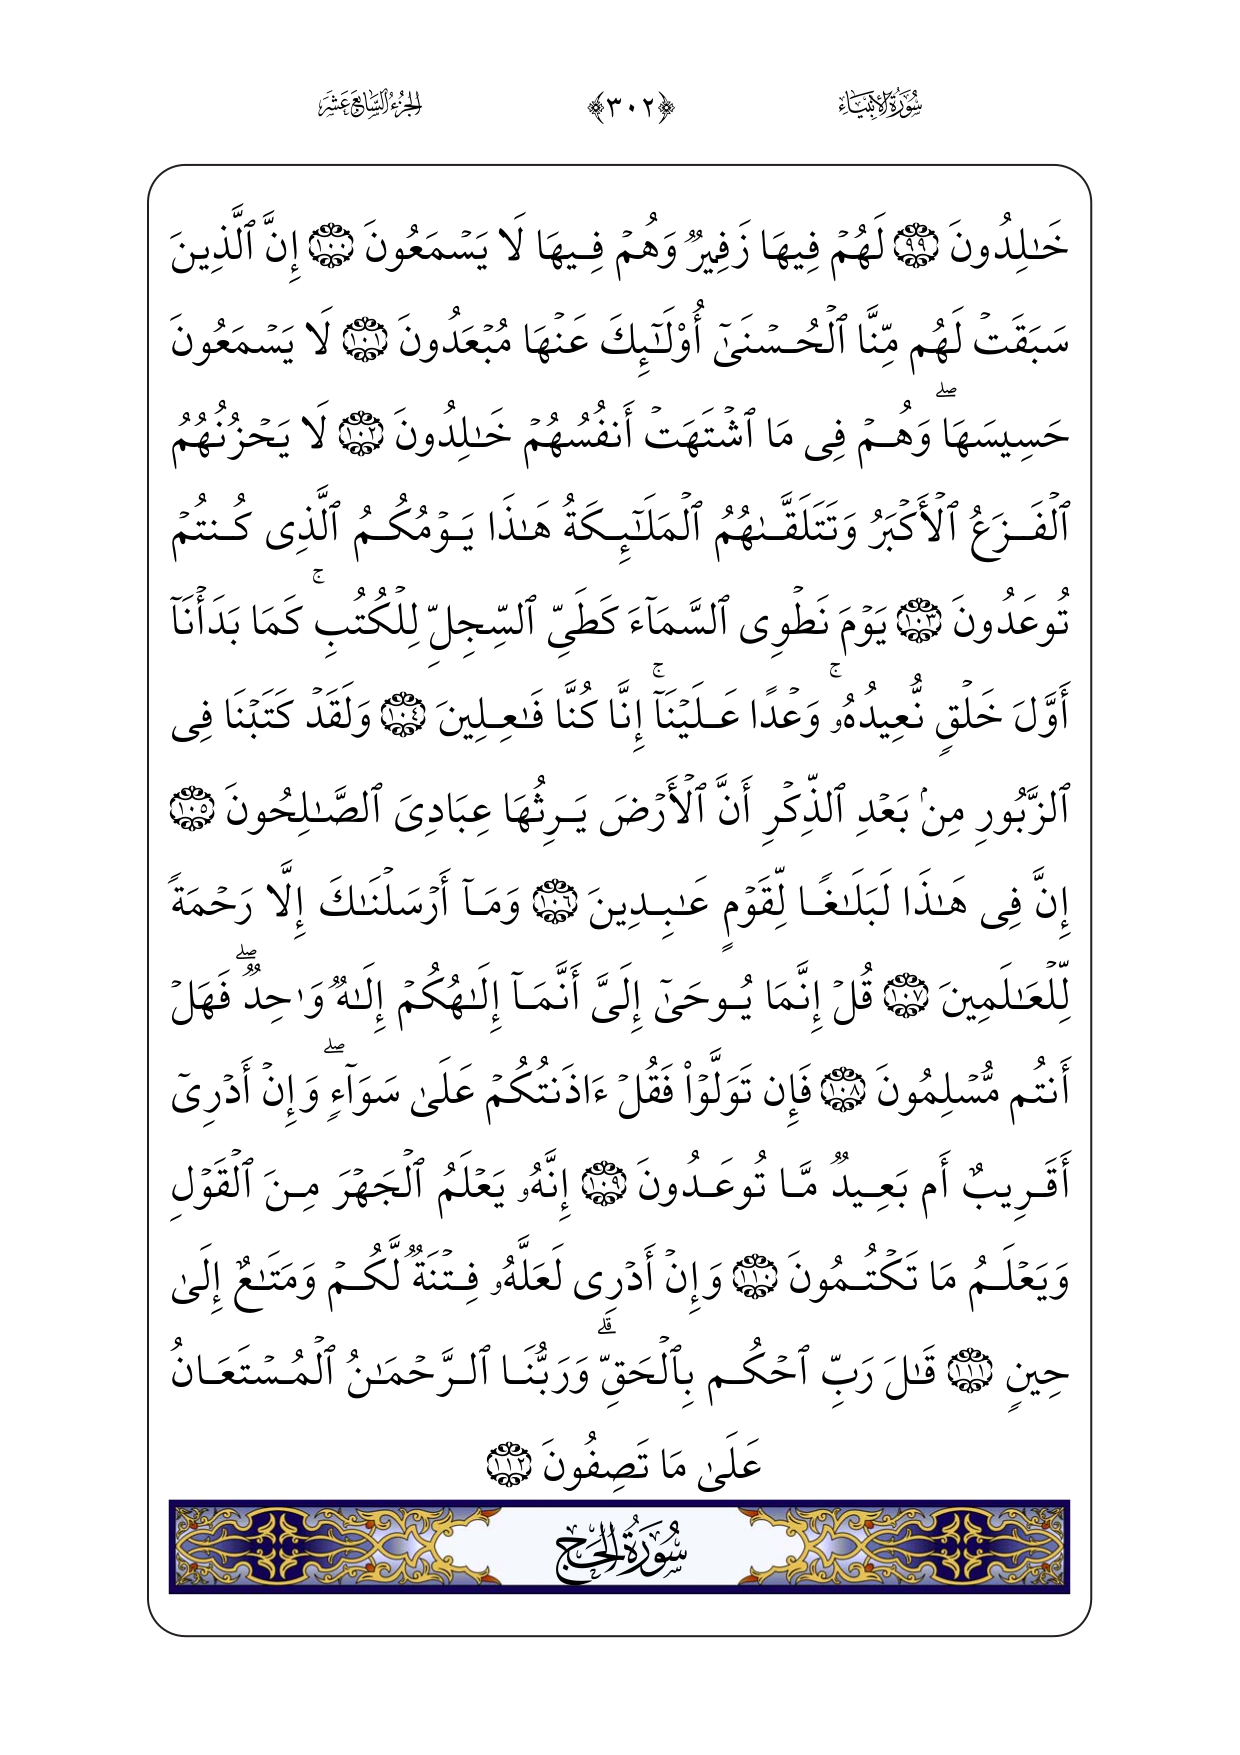 سُورَةُ الأَنبِيَاء ﴿٣٠٢﴾ الجُزْءُ السَّابِعَ عَشَرَ
خَـٰلِدُونَ ٩٩ لَهُمۡ فِيهَا زَفِيرٞ وَهُمۡ فِيهَا لَا يَسۡمَعُونَ ١٠٠ إِنَّ ٱلَّذِينَ
سَبَقَتۡ لَهُم مِّنَّا ٱلۡحُسۡنَىٰٓ أُوْلَـٰٓئِكَ عَنۡهَا مُبۡعَدُونَ ١٠١ لَا يَسۡمَعُونَ
حَسِيسَهَاۖ وَهُمۡ فِى مَا ٱشۡتَهَتۡ أَنفُسُهُمۡ خَـٰلِدُونَ ١٠٢ لَا يَحۡزُنُهُمُ
ٱلۡفَزَعُ ٱلۡأَكۡبَرُ وَتَتَلَقَّىٰهُمُ ٱلۡمَلَـٰٓئِكَةُ هَـٰذَا يَوۡمُكُمُ ٱلَّذِى كُنتُمۡ
تُوعَدُونَ ١٠٣ يَوۡمَ نَطۡوِى ٱلسَّمَآءَ كَطَىِّ ٱلسِّجِلِّ لِلۡكُتُبِۚ كَمَا بَدَأۡنَآ
أَوَّلَ خَلۡقٍ نُّعِيدُهُۥۚ وَعۡدًا عَلَيۡنَآۚ إِنَّا كُنَّا فَـٰعِلِينَ ١٠٤ وَلَقَدۡ كَتَبۡنَا فِى
ٱلزَّبُورِ مِنۢ بَعۡدِ ٱلذِّكۡرِ أَنَّ ٱلۡأَرۡضَ يَرِثُهَا عِبَادِىَ ٱلصَّـٰلِحُونَ ١٠٥
إِنَّ فِى هَـٰذَا لَبَلَـٰغٗا لِّقَوۡمٍ عَـٰبِدِينَ ١٠٦ وَمَآ أَرۡسَلۡنَـٰكَ إِلَّا رَحۡمَةٗ
لِّلۡعَـٰلَمِينَ ١٠٧ قُلۡ إِنَّمَا يُوحَىٰٓ إِلَىَّ أَنَّمَآ إِلَـٰهُكُمۡ إِلَـٰهٞ وَٰحِدٞۖ فَهَلۡ
أَنتُم مُّسۡلِمُونَ ١٠٨ فَإِن تَوَلَّوۡاْ فَقُلۡ ءَاذَنتُكُمۡ عَلَىٰ سَوَآءٖۖ وَإِنۡ أَدۡرِىٓ
أَقَرِيبٌ أَم بَعِيدٞ مَّا تُوعَدُونَ ١٠٩ إِنَّهُۥ يَعۡلَمُ ٱلۡجَهۡرَ مِنَ ٱلۡقَوۡلِ
وَيَعۡلَمُ مَا تَكۡتُمُونَ ١١٠ وَإِنۡ أَدۡرِى لَعَلَّهُۥ فِتۡنَةٞ لَّكُمۡ وَمَتَـٰعٌ إِلَىٰ
حِينٖ ١١١ قَـٰلَ رَبِّ ٱحۡكُم بِٱلۡحَقِّۗ وَرَبُّنَا ٱلرَّحۡمَـٰنُ ٱلۡمُسۡتَعَانُ
عَلَىٰ مَا تَصِفُونَ ١١٢
سُورَةُ الحَجِّ